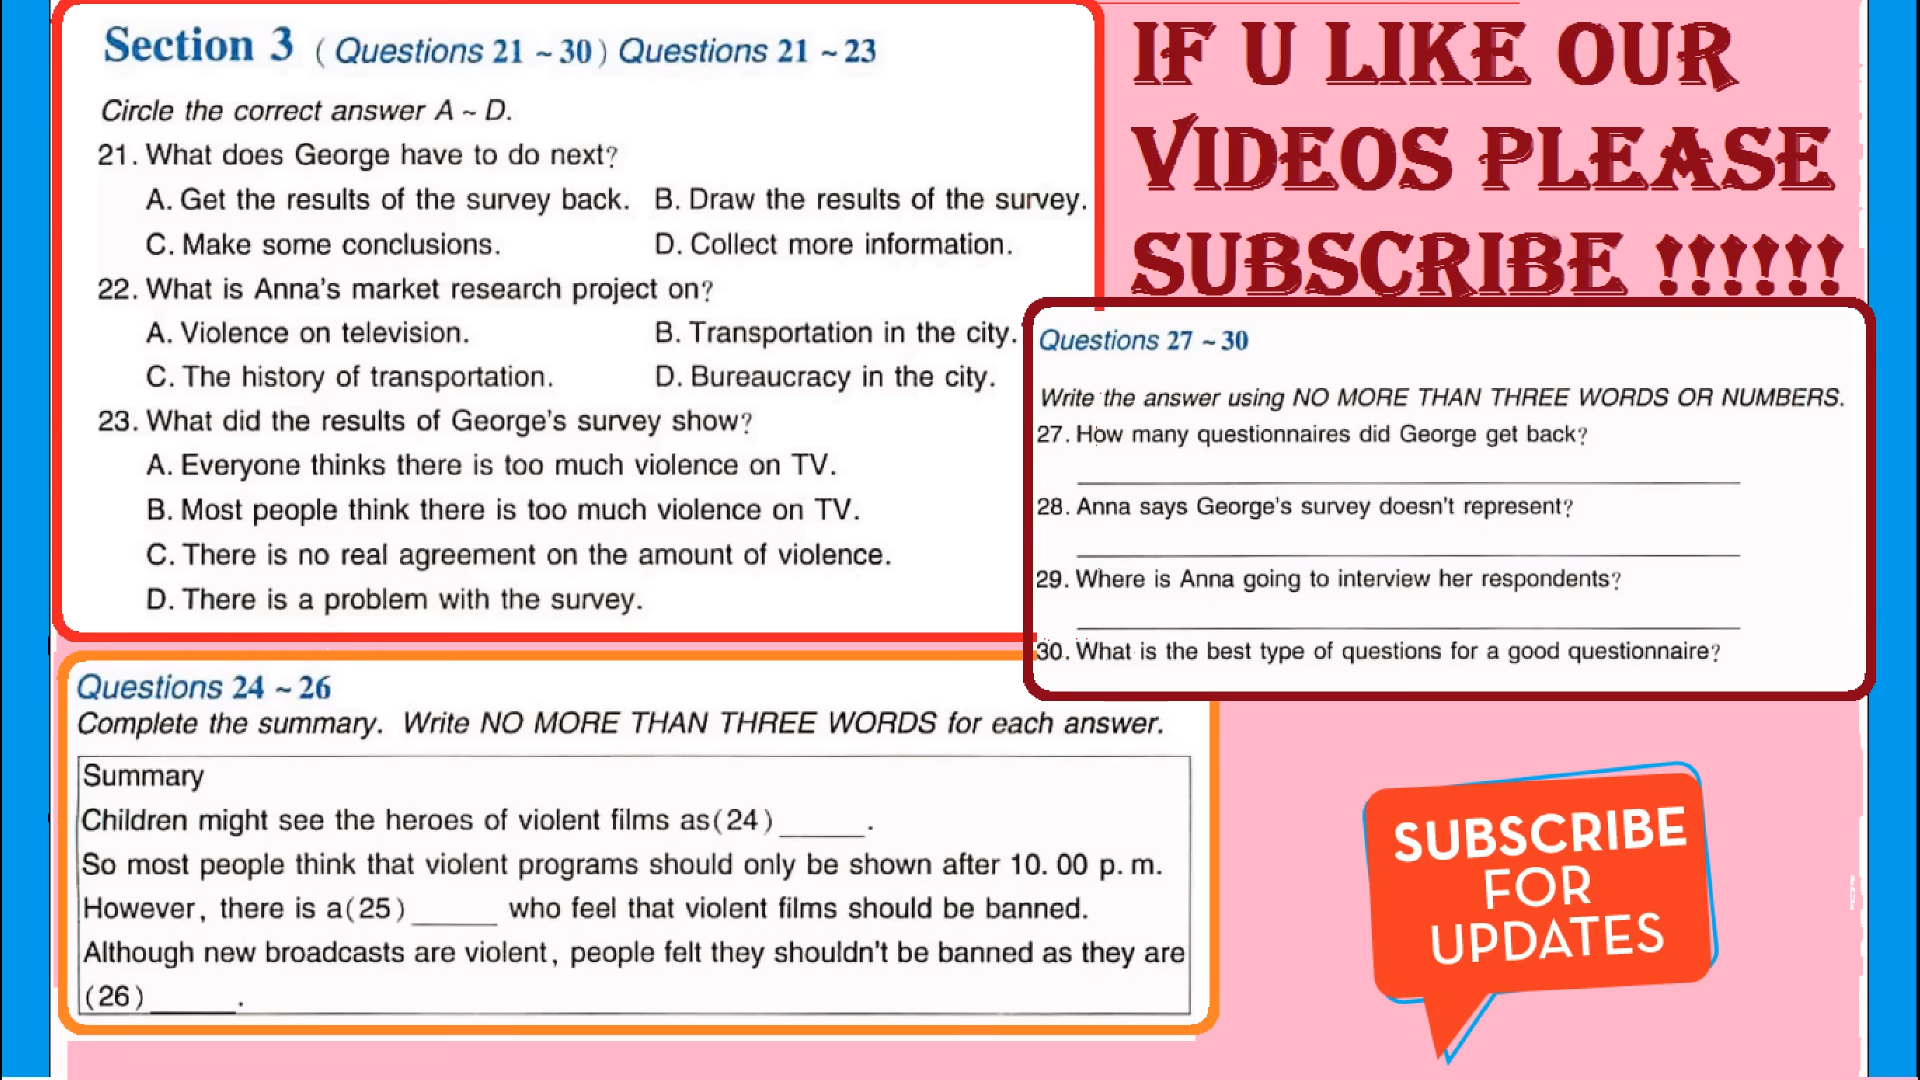 Section 3 ( Questions 21 ~ 30 ) Questions 21 ~ 23
Circle the correct answer A ~ D.
21. What does George have to do next?
A. Get the results of the survey back. B. Draw the results of the survey.
C. Make some conclusions. D. Collect more information.
22. What is Anna's market research project on?
A. Violence on television. B. Transportation in the city.
C. The history of transportation. D. Bureaucracy in the city.
23. What did the results of George's survey show?
A. Everyone thinks there is too much violence on TV.
B. Most people think there is too much violence on TV.
C. There is no real agreement on the amount of violence.
D. There is a problem with the survey.
Questions 24 ~ 26
Complete the summary. Write NO MORE THAN THREE WORDS for each answer.
Summary
Children might see the heroes of violent films as(24)______.
So most people think that violent programs should only be shown after 10. 00 p. m.
However, there is a(25)______ who feel that violent films should be banned.
Although new broadcasts are violent, people felt they shouldn't be banned as they are
(26)______.
IF U LIKE OUR
VIDEOS PLEASE
SUBSCRIBE !!!!!!
Questions 27 ~ 30
Write the answer using NO MORE THAN THREE WORDS OR NUMBERS.
27. How many questionnaires did George get back?
28. Anna says George's survey doesn't represent?
29. Where is Anna going to interview her respondents?
30. What is the best type of questions for a good questionnaire?
SUBSCRIBE
FOR
UPDATES